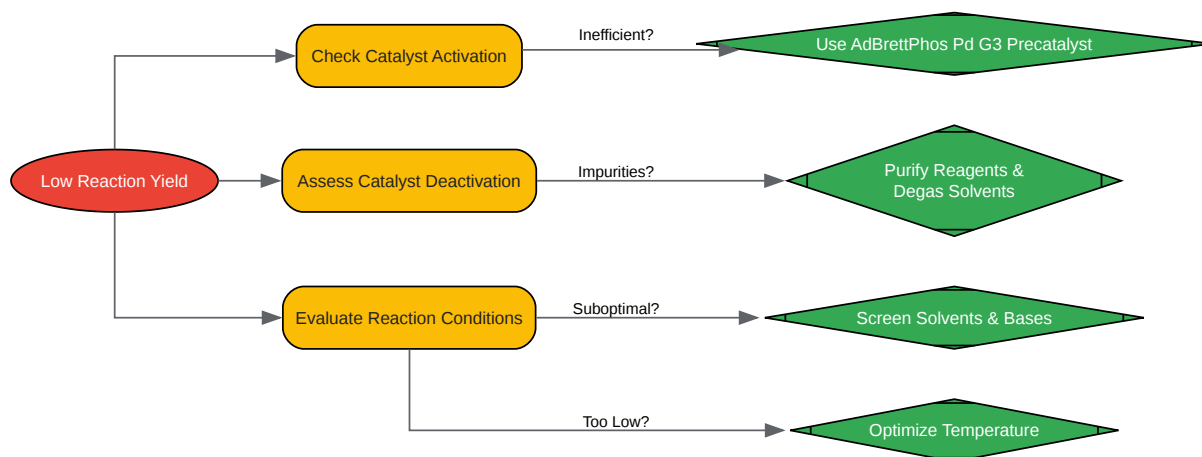 Check Catalyst Activation
Inefficient?
Use AdBrettPhos Pd G3 Precatalyst
Low Reaction Yield
Assess Catalyst Deactivation
Impurities?
Purify Reagents &
Degas Solvents
Evaluate Reaction Conditions
Suboptimal?
Screen Solvents & Bases
Too Low?
Optimize Temperature